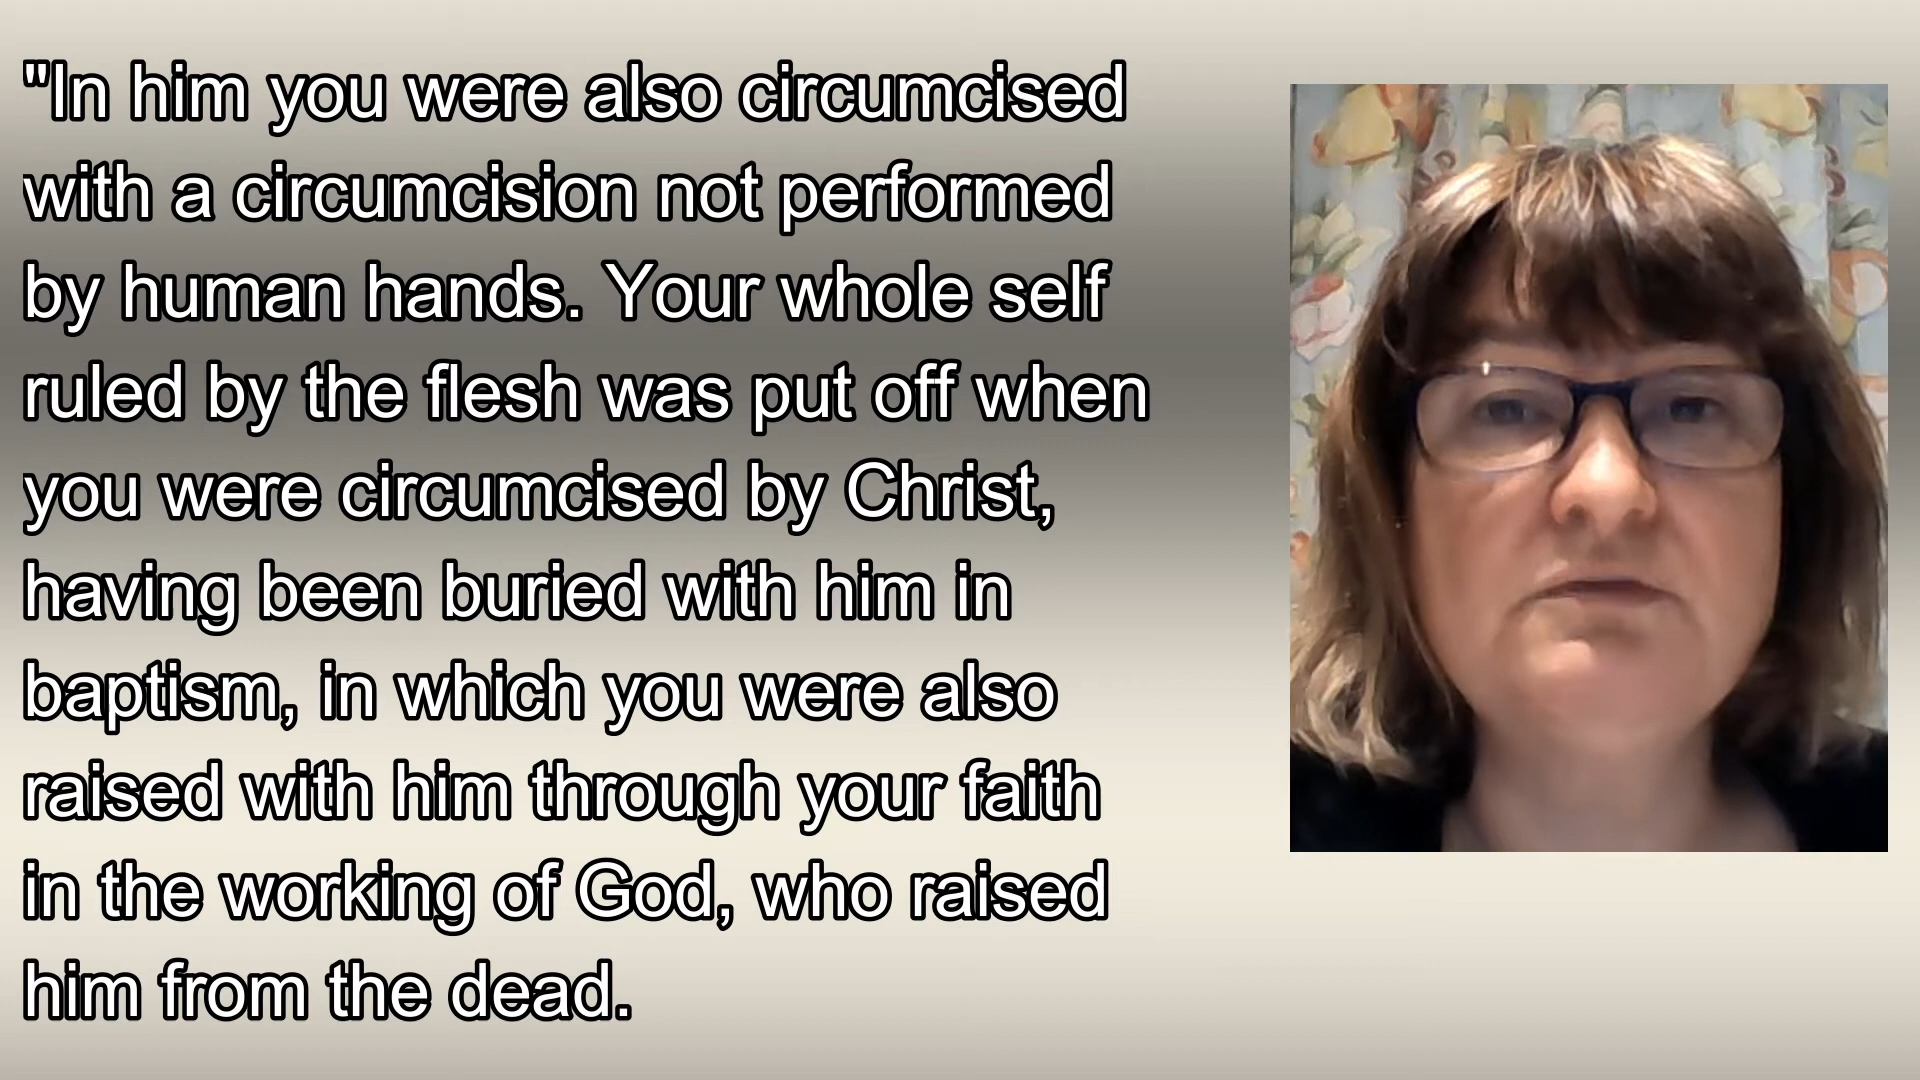 "In him you were also circumcised
with a circumcision not performed
by human hands. Your whole self
ruled by the flesh was put off when
you were circumcised by Christ,
having been buried with him in
baptism, in which you were also
raised with him through your faith
in the working of God, who raised
him from the dead.